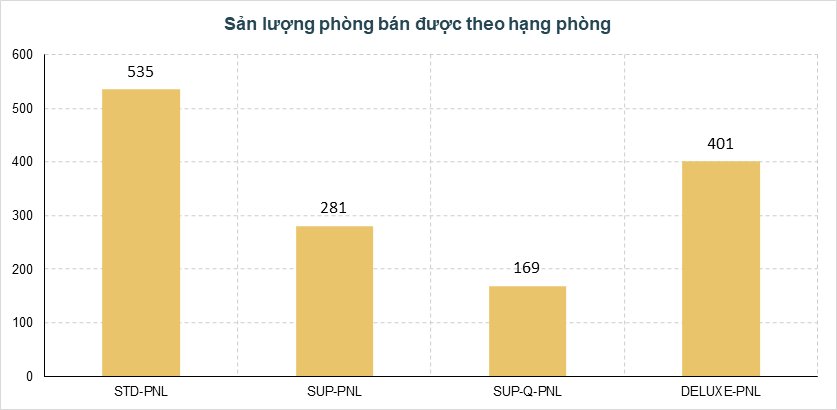 Sản lượng phòng bán được theo hạng phòng
600
500
400
300
200
100
0
535
281
169
401
STD-PNL
SUP-PNL
SUP-Q-PNL
DELUXE-PNL